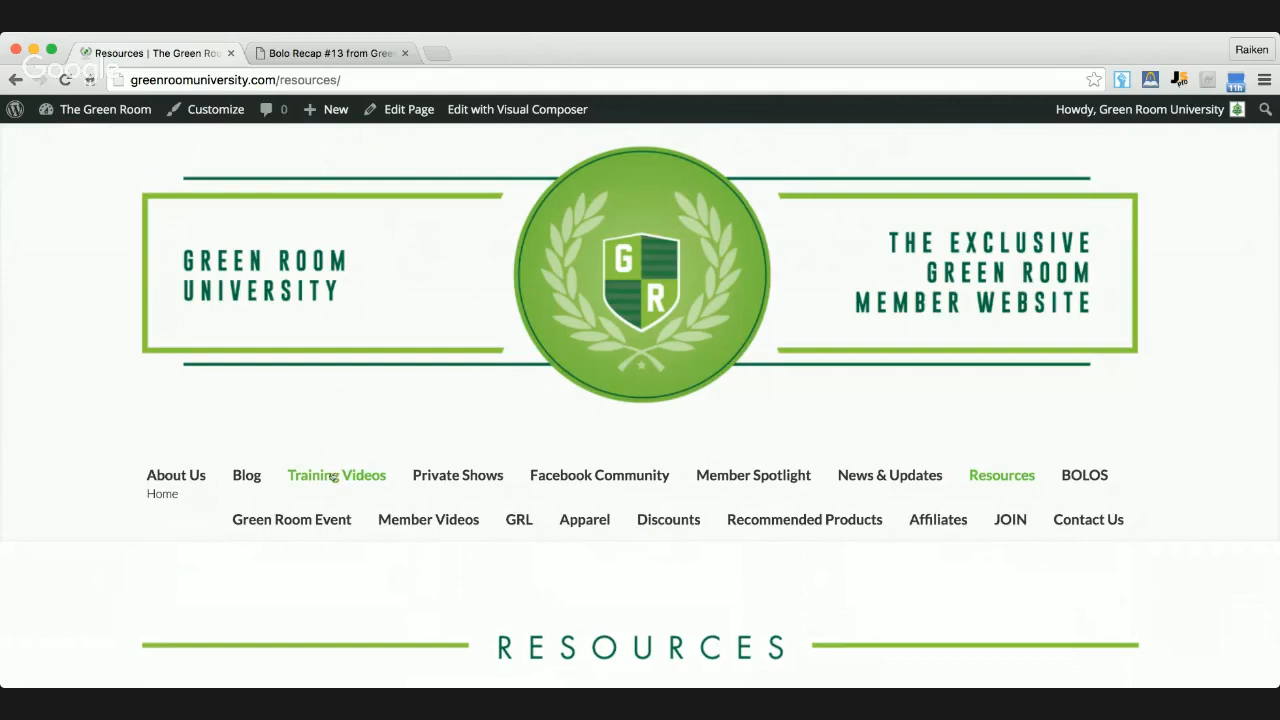 Resources | The Green Rou
Bolo Recap #13 from Gree
Raiken
Google
greenroomuniversity.com/resources/
11h
The Green Room
Customize
0
New
Edit Page
Edit with Visual Composer
Howdy, Green Room University
GREEN ROOM
UNIVERSITY
G
R
THE EXCLUSIVE
GREEN ROOM
MEMBER WEBSITE
About Us Blog Training Videos Private Shows Facebook Community Member Spotlight News & Updates Resources BOLOS
Home
Green Room Event Member Videos GRL Apparel Discounts Recommended Products Affiliates JOIN Contact Us
RESOURCES